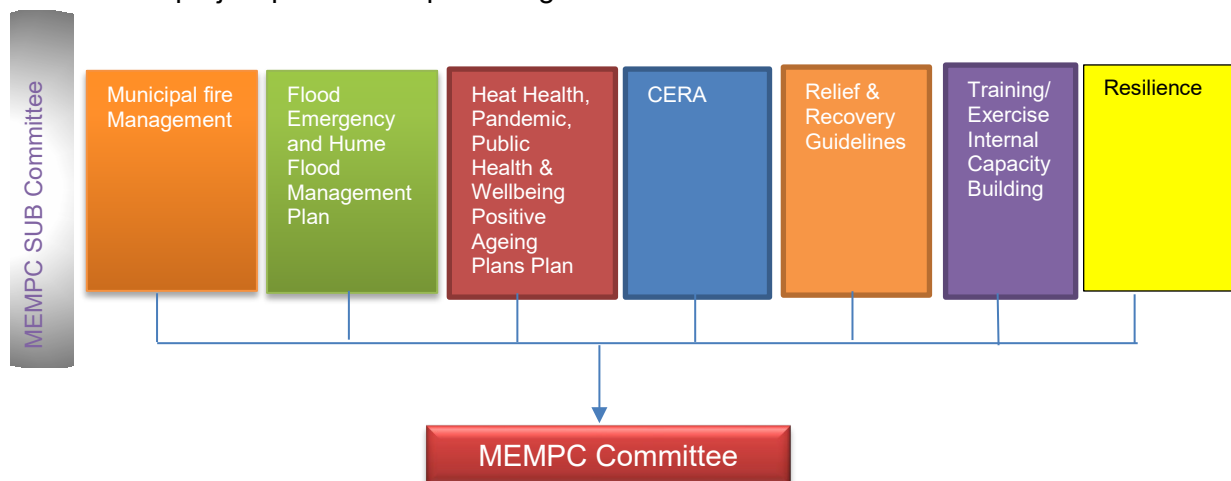 MEMPC SUB Committee
Municipal fire
Management
Flood
Emergency
and Hume
Flood
Management
Plan
Heat Health,
Pandemic,
Public
Health &
Wellbeing
Positive
Ageing
Plans Plan
CERA
Relief &
Recovery
Guidelines
Training/
Exercise
Internal
Capacity
Building
Resilience
MEMPC Committee